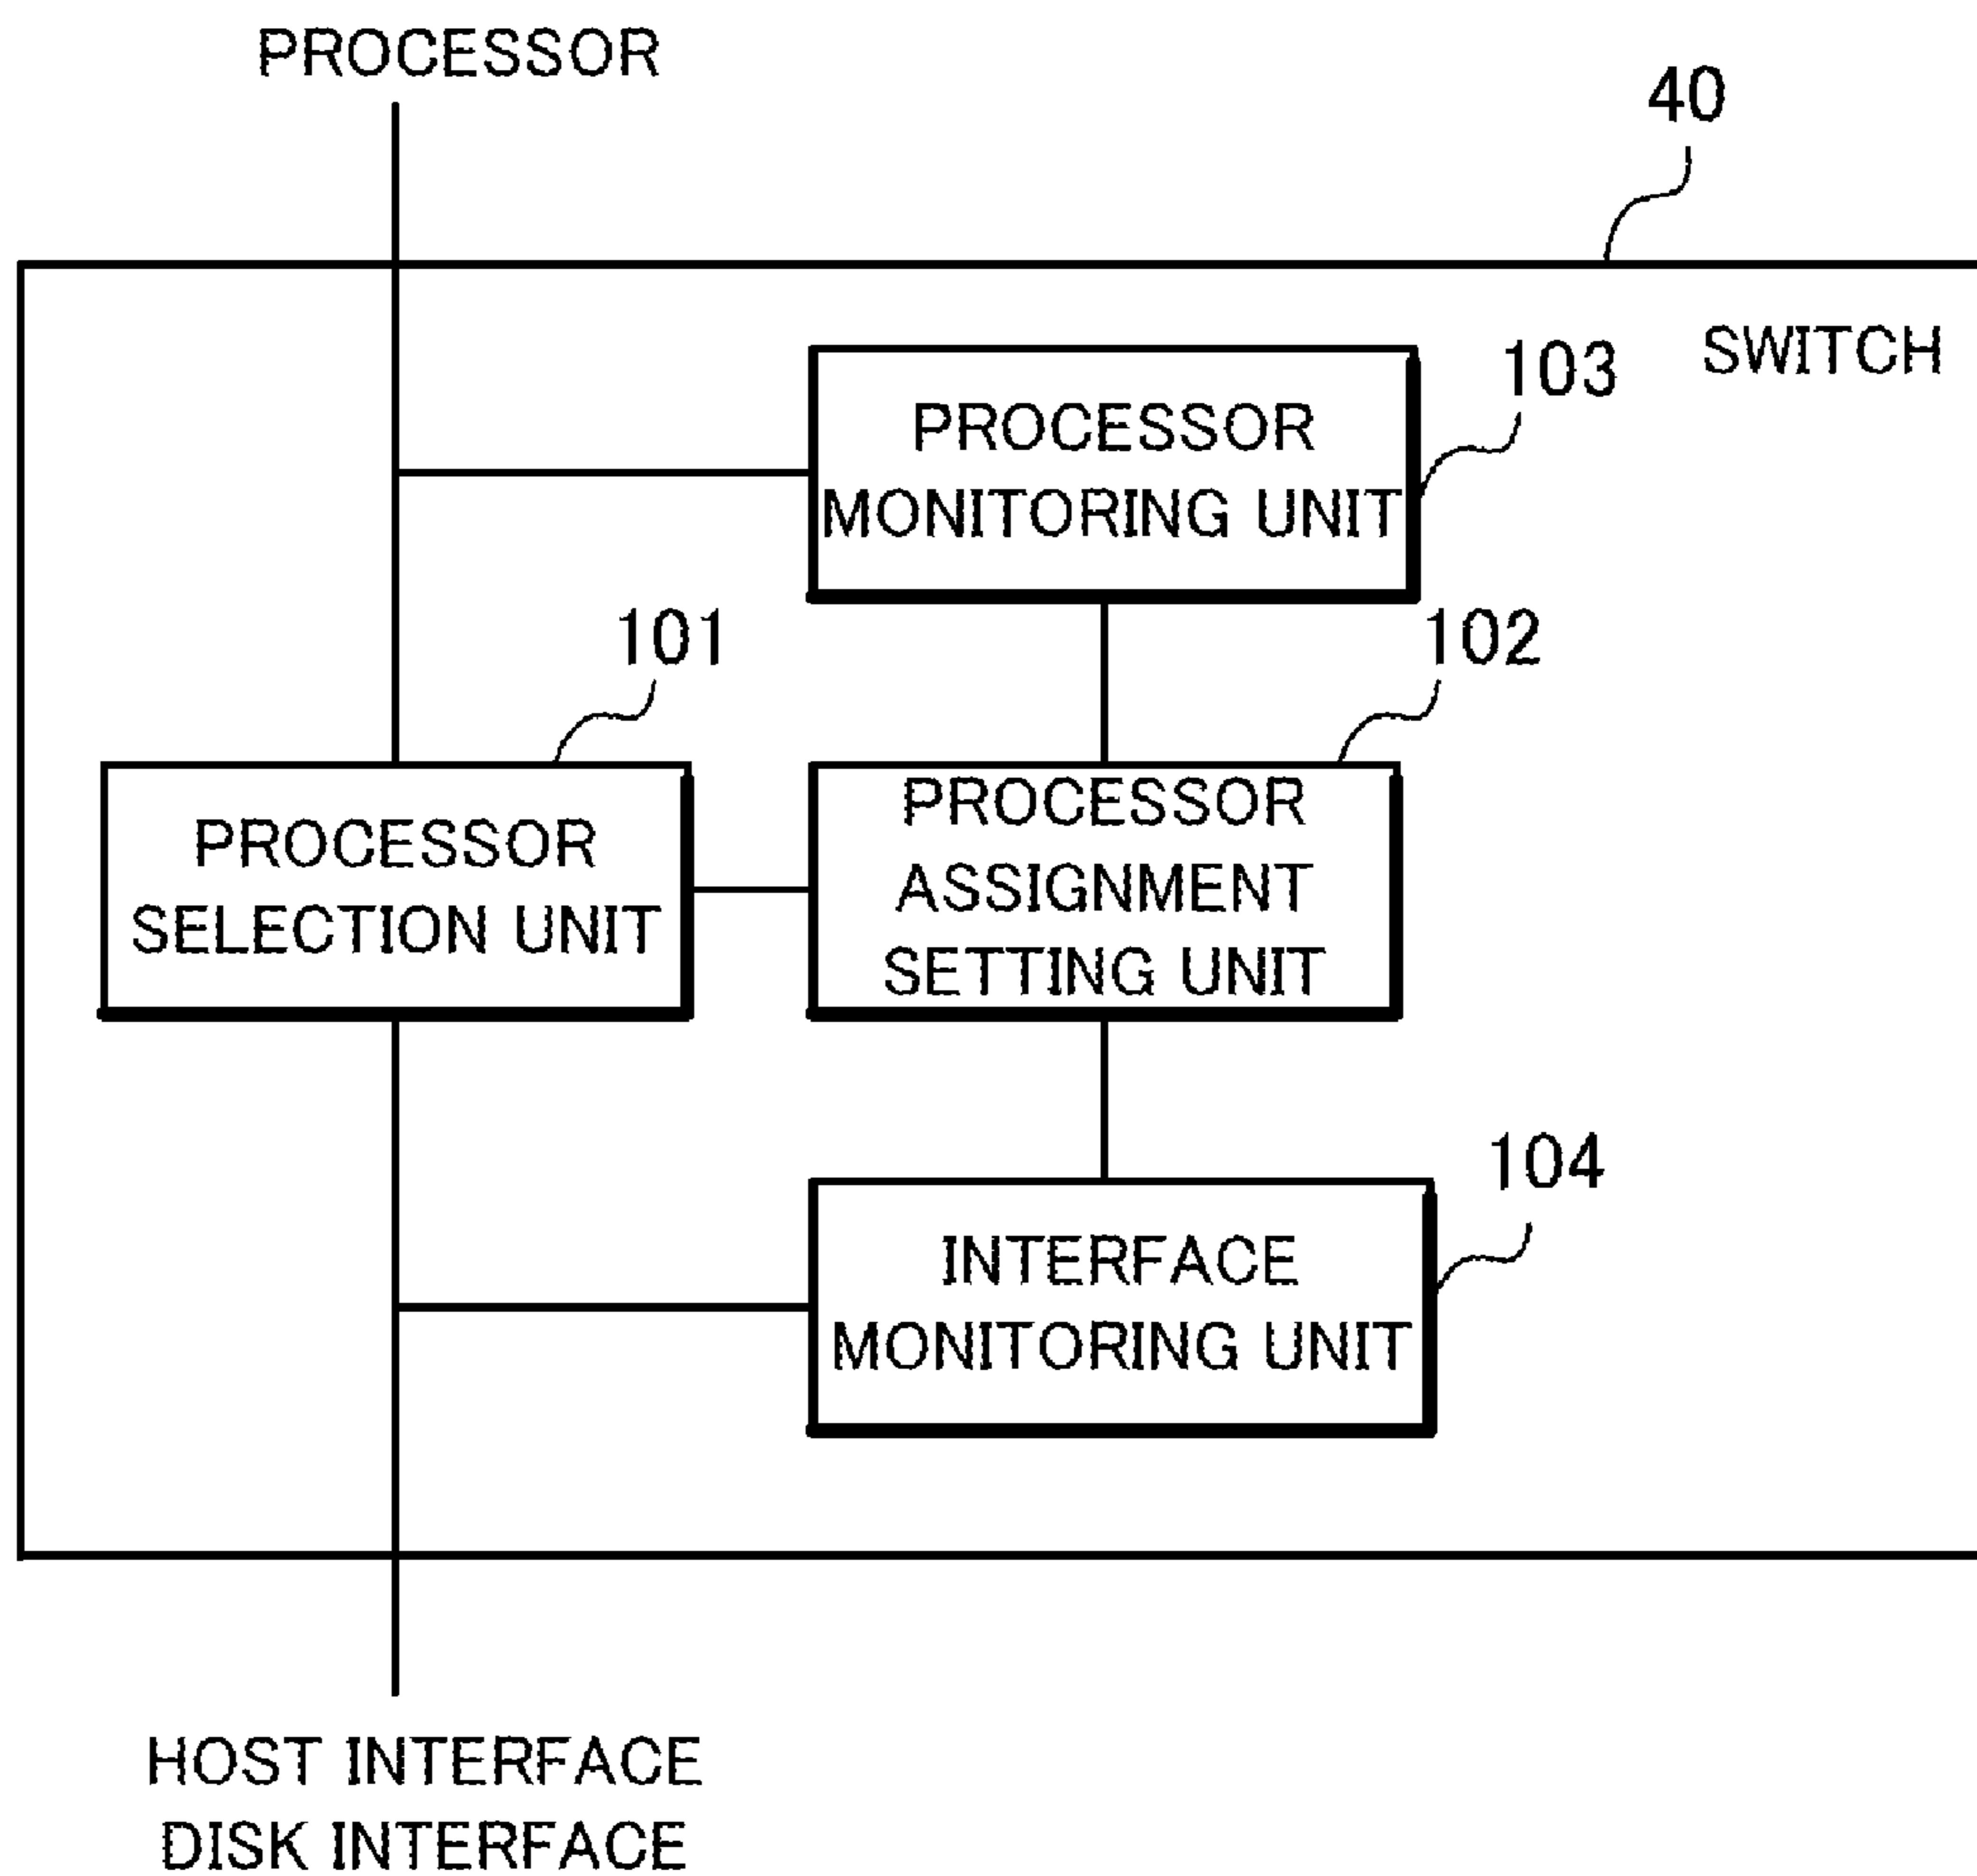 PROCESSOR
40
SWITCH
103
PROCESSOR
MONITORING UNIT
101
102
PROCESSOR
SELECTION UNIT
PROCESSOR
ASSIGNMENT
SETTING UNIT
104
INTERFACE
MONITORING UNIT
HOST INTERFACE
DISK INTERFACE